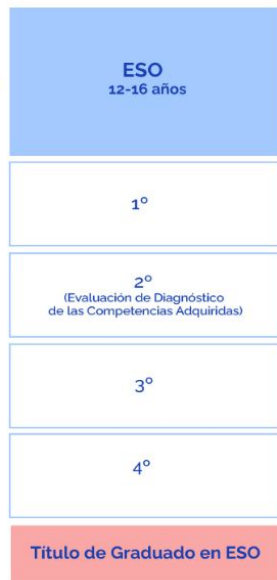 ESO
12-16 años
1º
2º
(Evaluación de Diagnóstico
de las Competencias Adquiridas)
3º
4º
Título de Graduado en ESO